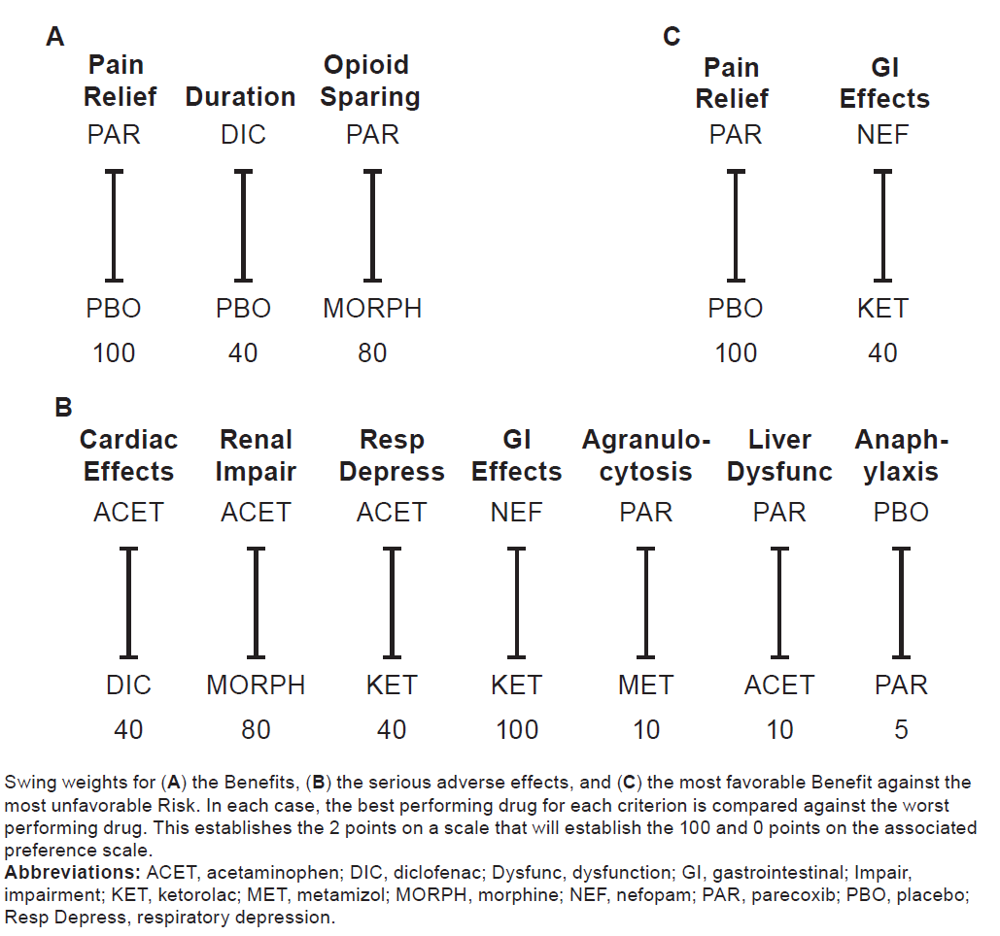 A
C
Pain Relief
Duration
Opioid Sparing
Pain Relief
GI Effects
PAR DIC PAR PAR NEF
PBO PBO MORPH PBO KET
100 40 80 100 40
B
Cardiac Effects
Renal Impair
Resp Depress
GI Effects
Agranulo-cytosis
Liver Dysfunc
Anaph-ylaxis
ACET ACET ACET NEF PAR PAR PBO
DIC MORPH KET KET MET ACET PAR
40 80 40 100 10 10 5
Swing weights for (A) the Benefits, (B) the serious adverse effects, and (C) the most favorable Benefit against the
most unfavorable Risk. In each case, the best performing drug for each criterion is compared against the worst
performing drug. This establishes the 2 points on a scale that will establish the 100 and 0 points on the associated
preference scale.
Abbreviations: ACET, acetaminophen; DIC, diclofenac; Dysfunc, dysfunction; GI, gastrointestinal; Impair,
impairment; KET, ketorolac; MET, metamizol; MORPH, morphine; NEF, nefopam; PAR, parecoxib; PBO, placebo;
Resp Depress, respiratory depression.